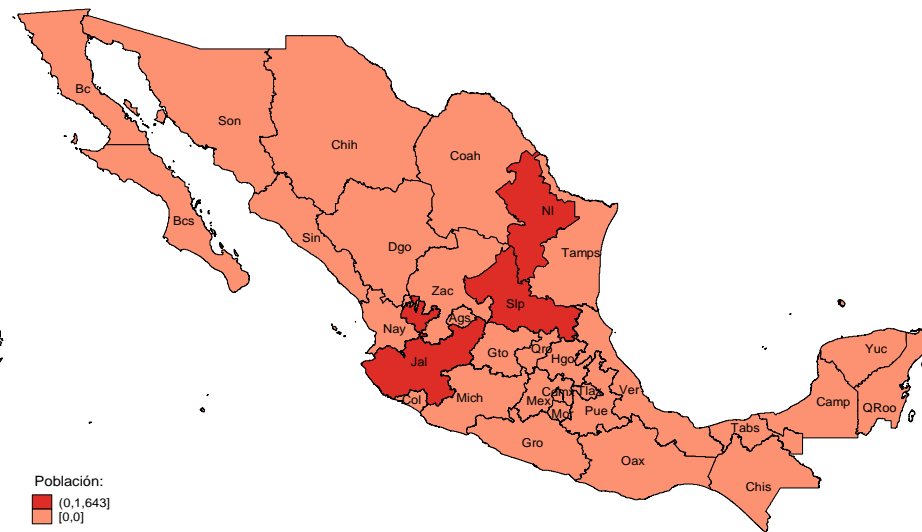 Bc
Son
Chih
Coah
Bcs
Nl
Sin
Dgo
Tamps
Zac
Slp
Nay
Ags
Jal
Gto
Qro
Hgo
Yuc
Col
Mich
Mex
Cdmx
Tlax
Ver
Mor
Pue
Camp
QRoo
Gro
Tabs
Oax
Chis
Población:
(0,1,643]
[0,0]